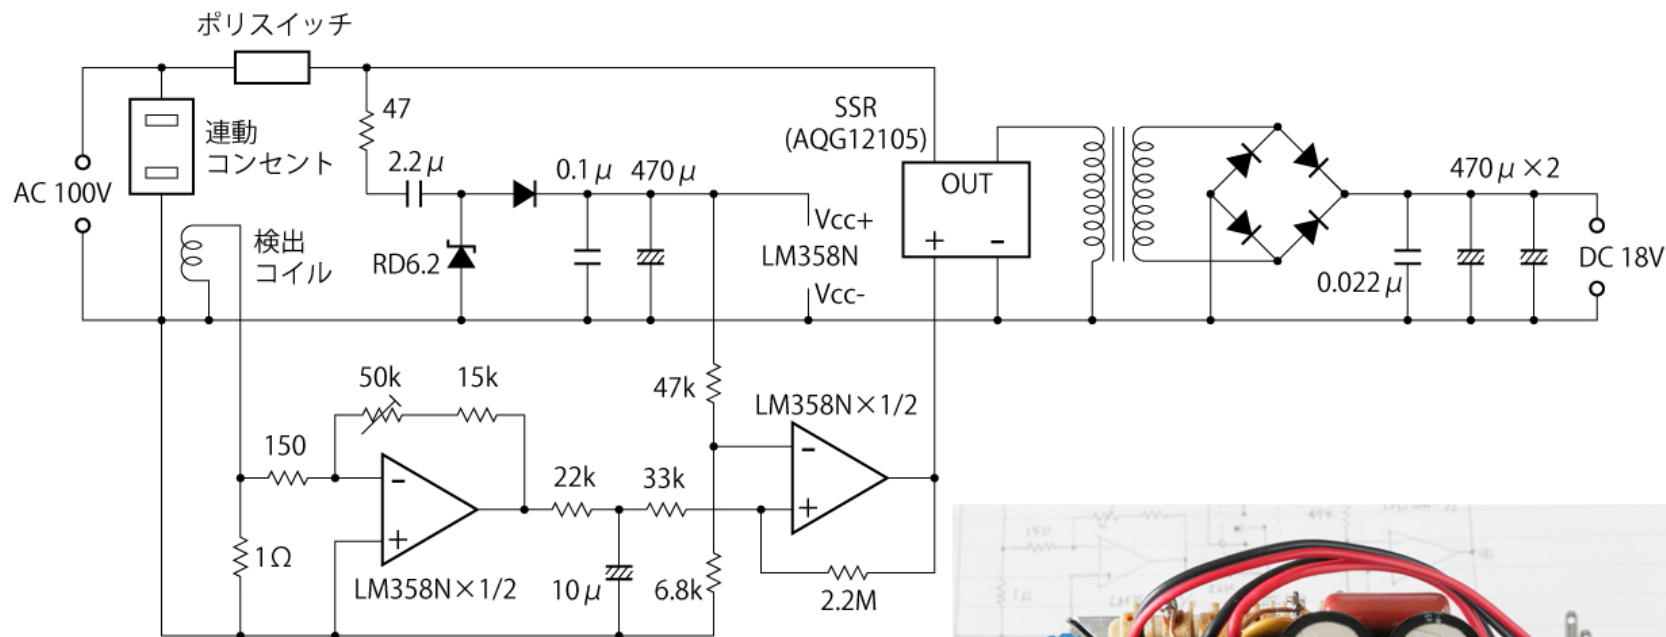 ポリスイッチ
47
連動
コンセント
AC 100V
2.2μ
0.1μ
470μ
SSR
(AQG12105)
OUT
+
-
470μ×2
Vcc+
LM358N
Vcc-
RD6.2
検出
コイル
0.022μ
DC 18V
50k
15k
47k
LM358N×1/2
150
-
+
22k
33k
-
+
1Ω
LM358N×1/2
10μ
6.8k
2.2M
150
47k
1Ω